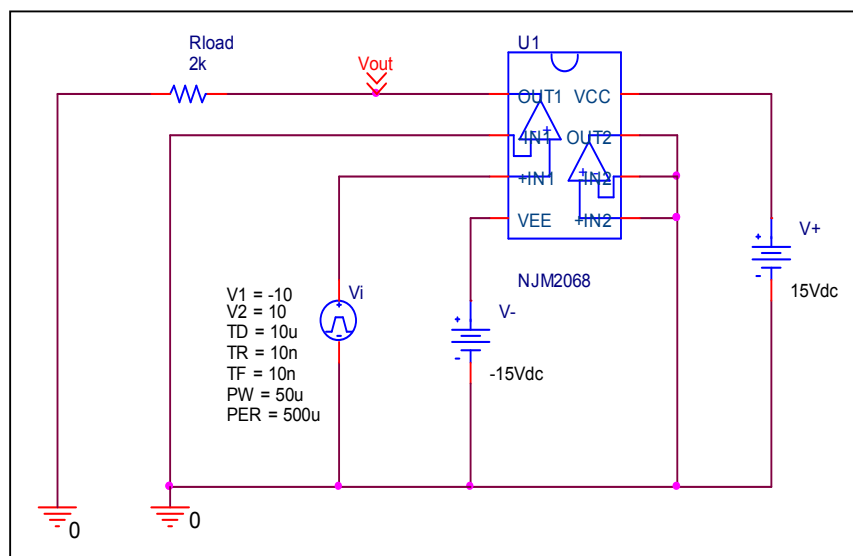 Rload
2k
Vout
U1
OUT1
VCC
-IN1
OUT2
+IN1
-IN2
VEE
+IN2
NJM2068
V+
15Vdc
V-
-15Vdc
Vi
V1 = -10
V2 = 10
TD = 10u
TR = 10n
TF = 10n
PW = 50u
PER = 500u
0
0